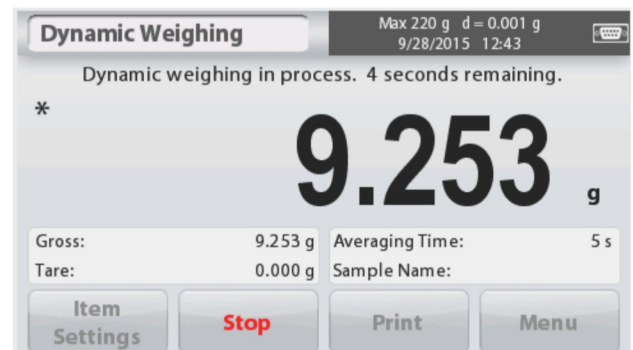 Dynamic Weighing
Max 220 g d = 0.001 g
9/28/2015 12:43
Dynamic weighing in process. 4 seconds remaining.
*
9.253 g
Gross: 9.253 g
Tare: 0.000 g
Averaging Time: 5 s
Sample Name:
Item
Settings
Stop
Print
Menu